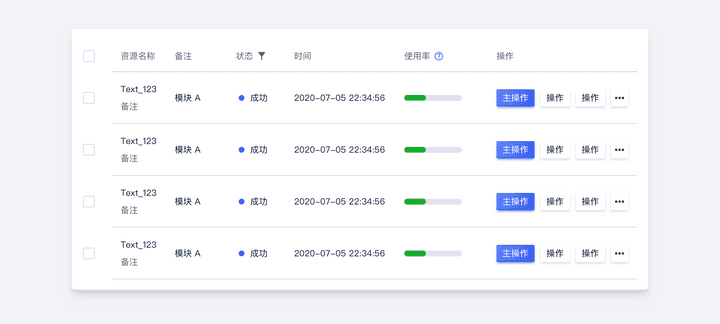 资源名称 备注 状态 时间 使用率 操作
Text_123
备注
模块 A 成功 2020-07-05 22:34:56 主操作 操作 操作 •••
Text_123
备注
模块 A 成功 2020-07-05 22:34:56 主操作 操作 操作 •••
Text_123
备注
模块 A 成功 2020-07-05 22:34:56 主操作 操作 操作 •••
Text_123
备注
模块 A 成功 2020-07-05 22:34:56 主操作 操作 操作 •••